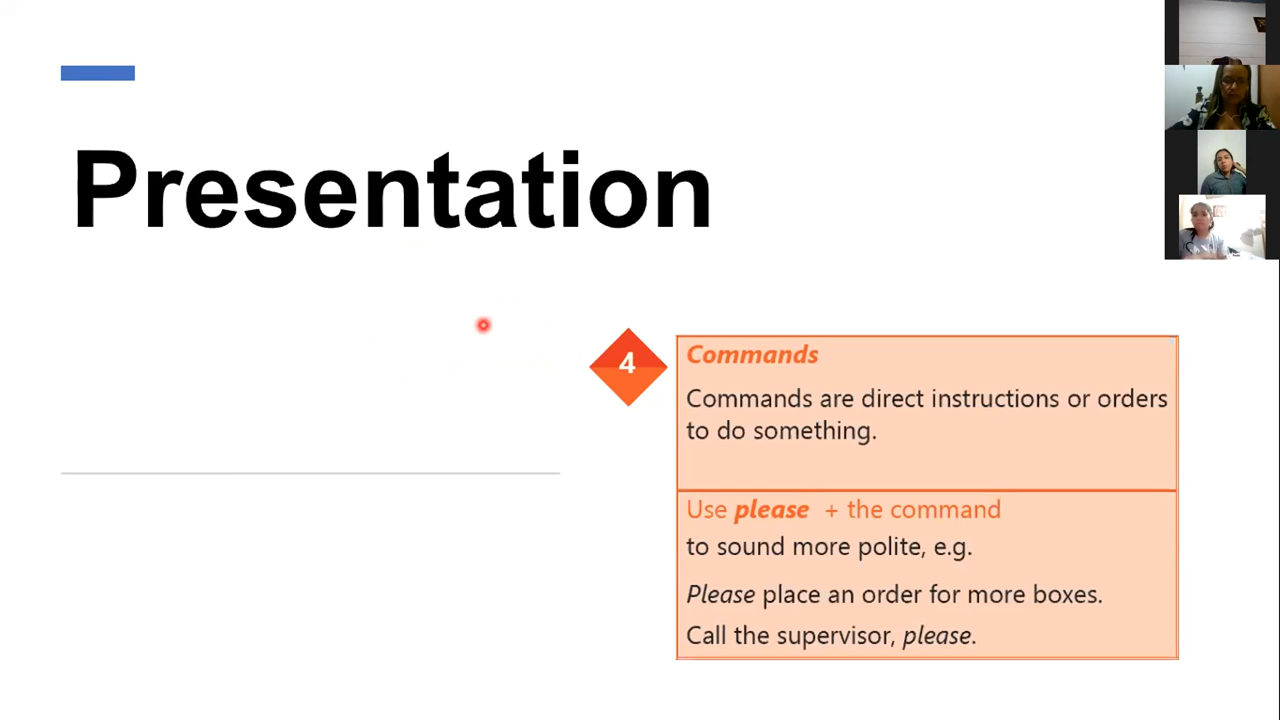 Presentation
4
Commands
Commands are direct instructions or orders
to do something.
Use please + the command
to sound more polite, e.g.
Please place an order for more boxes.
Call the supervisor, please.